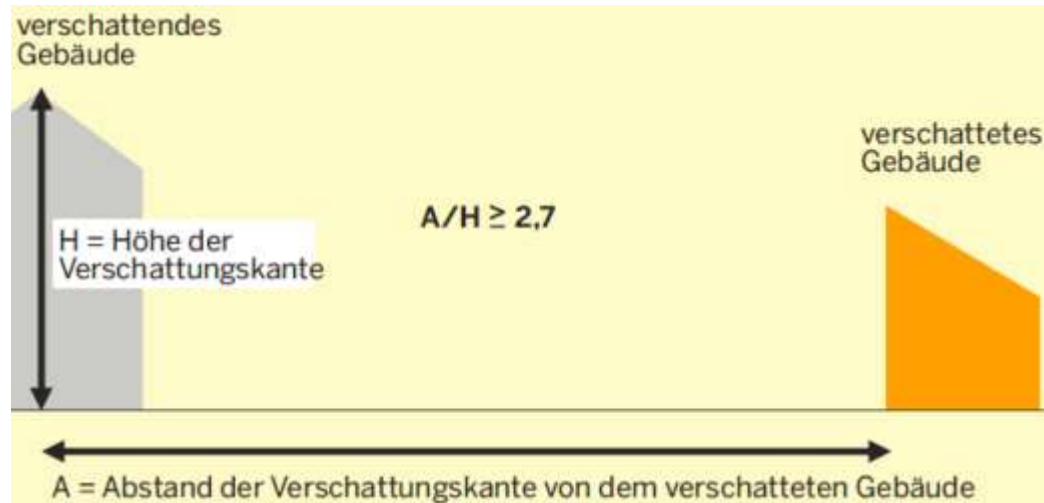 verschattendes
Gebäude
verschattetes
Gebäude
A/H ≥ 2,7
H = Höhe der
Verschattungskante
A = Abstand der Verschattungskante von dem verschatteten Gebäude